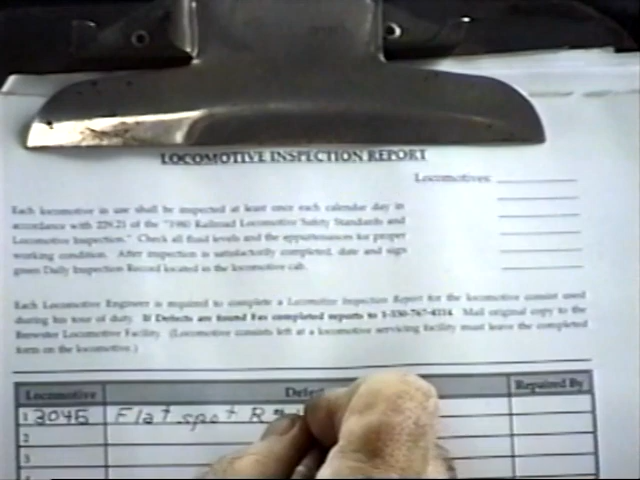 LOCOMOTIVE INSPECTION REPORT
Locomotives:
Each locomotive in use shall be inspected at least once each calendar day in
accordance with 229.21 of the "1980 Railroad Locomotive Safety Standards and
Locomotive Inspection." Check all fluid levels and the appurtenances for proper
working condition. After inspection is satisfactorily completed, date and sign
green Daily Inspection Record located in the locomotive cab.
Each Locomotive Engineer is required to complete a Locomotive Inspection Report for the locomotive consist used
during his tour of duty. If Defects are found Fax completed reports to 1-330-767-4114. Mail original copy to the
Brewster Locomotive Facility. (Locomotive consists left at a locomotive servicing facility must leave the completed
form on the locomotive.)
Locomotive Repaired By
1 3045 Flat spot R
2
3